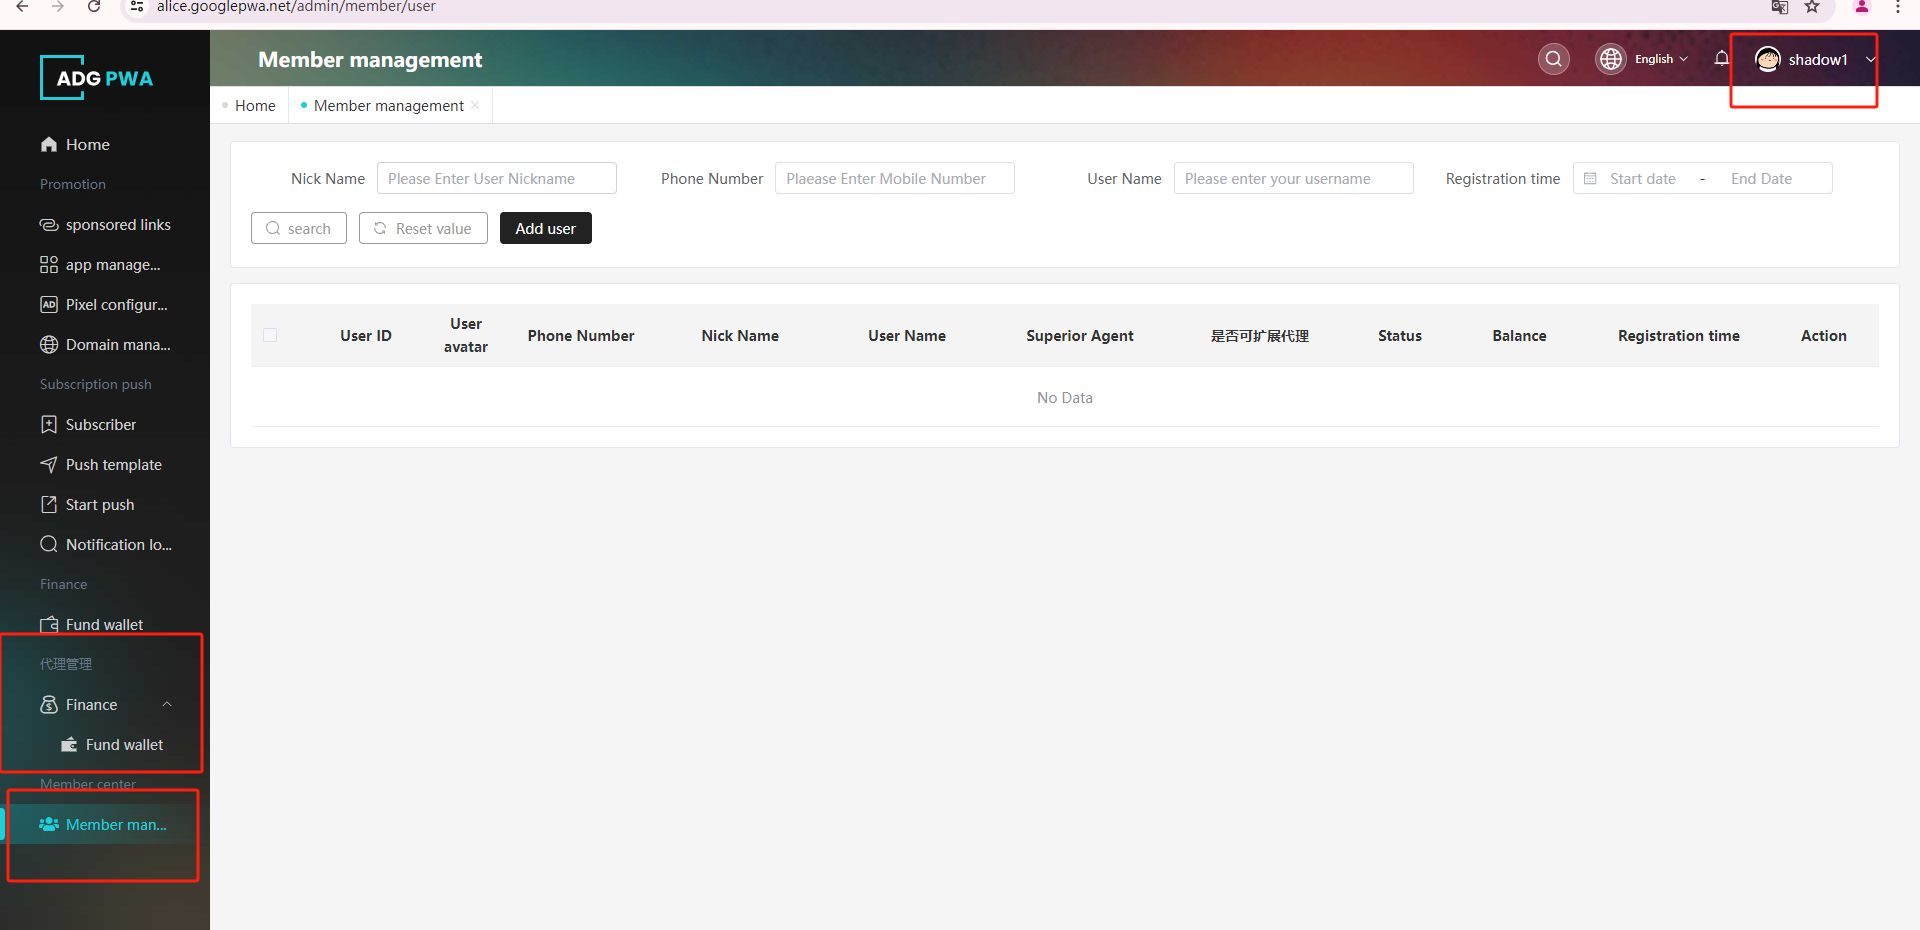 alice.googlepwa.net/admin/member/user
ADG PWA
Member management
English
shadow1
Home
Member management
Home
Promotion
sponsored links
app manage...
Pixel configur...
AD
Domain mana...
Subscription push
Subscriber
Push template
Start push
Notification lo...
Finance
Fund wallet
代理管理
Finance
Fund wallet
Member center
Member man...
Nick Name
Please Enter User Nickname
Phone Number
Plaease Enter Mobile Number
User Name
Please enter your username
Registration time
Start date - End Date
search
Reset value
Add user
User ID
User
avatar
Phone Number
Nick Name
User Name
Superior Agent
是否可扩展代理
Status
Balance
Registration time
Action
No Data